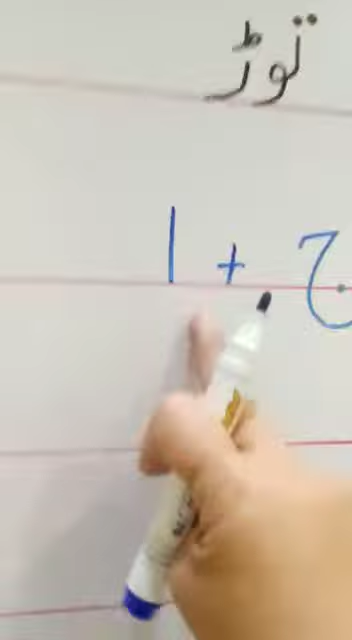 توڑ
ج + ا